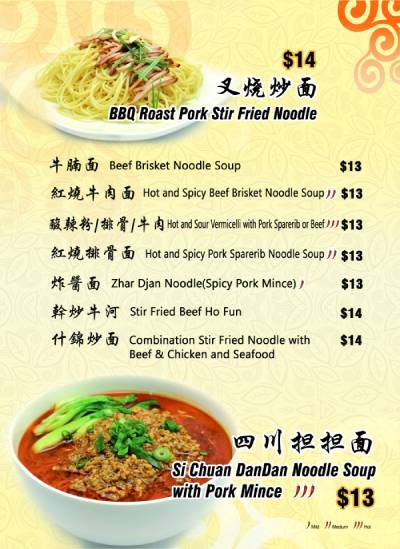 $14
叉燒炒面
BBQ Roast Pork Stir Fried Noodle
牛腩面 Beef Brisket Noodle Soup $13
紅燒牛肉面 Hot and Spicy Beef Brisket Noodle Soup $13
酸辣粉/排骨/牛肉 Hot and Sour Vermicelli with Pork Sparerib or Beef $13
紅燒排骨面 Hot and Spicy Pork Sparerib Noodle Soup $13
炸醬面 Zhar Djan Noodle(Spicy Pork Mince) $13
幹炒牛河 Stir Fried Beef Ho Fun $14
什錦炒面 Combination Stir Fried Noodle with $14
Beef & Chicken and Seafood
四川担担面
Si Chuan DanDan Noodle Soup
with Pork Mince $13
Mild Medium Hot